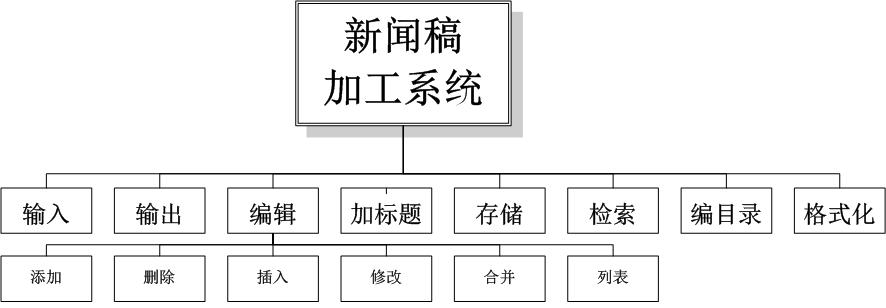 新闻稿
加工系统
输入
输出
编辑
加标题
存储
检索
编目录
格式化
添加
删除
插入
修改
合并
列表